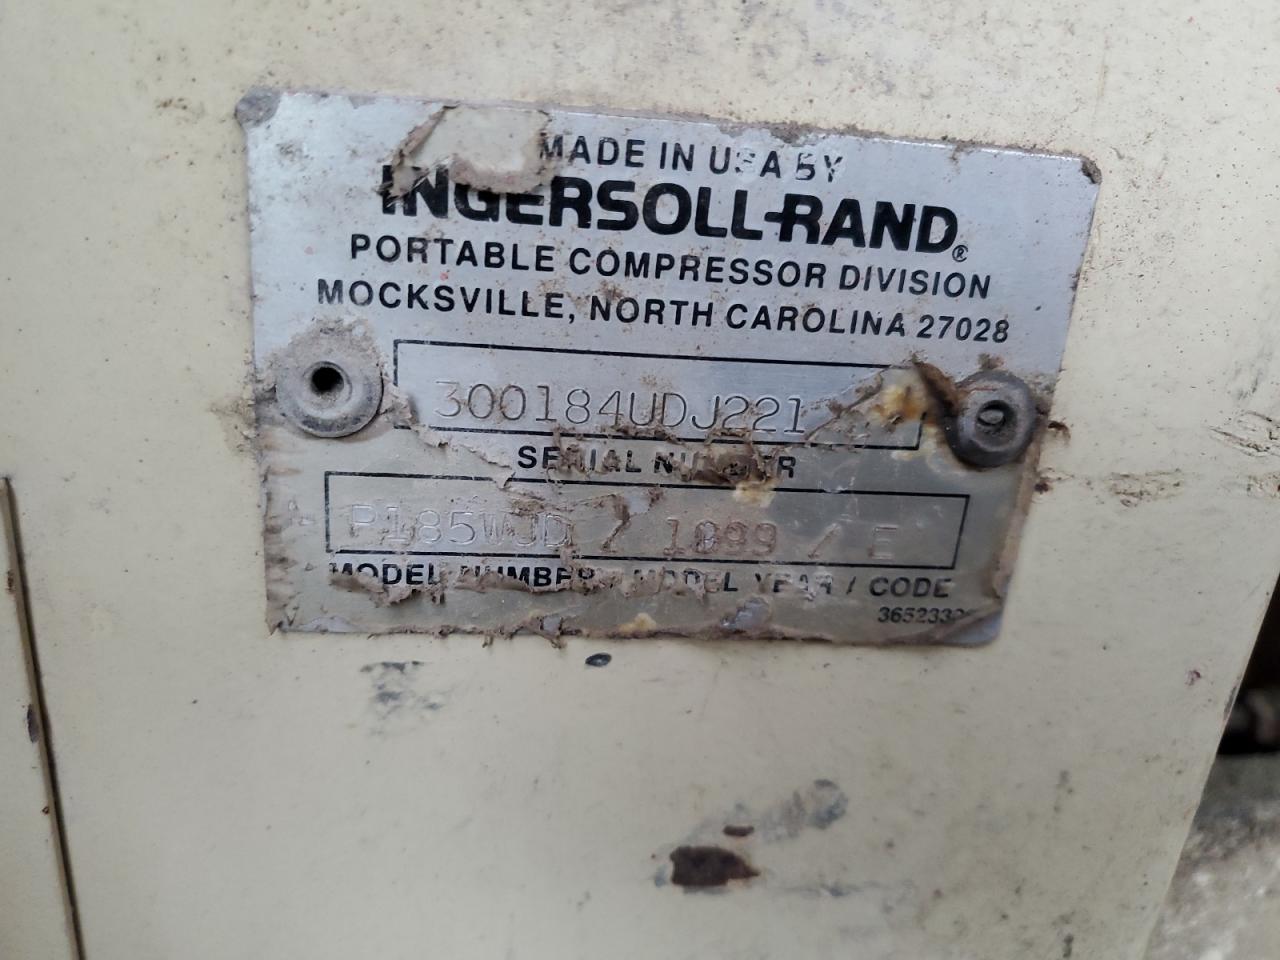 MADE IN USA BY
INGERSOLL-RAND®
PORTABLE COMPRESSOR DIVISION
MOCKSVILLE, NORTH CAROLINA 27028
300184UDJ221
SERIAL NUMBER
P185WJD / 1999 / E
MODEL NUMBER / MODEL YEAR / CODE